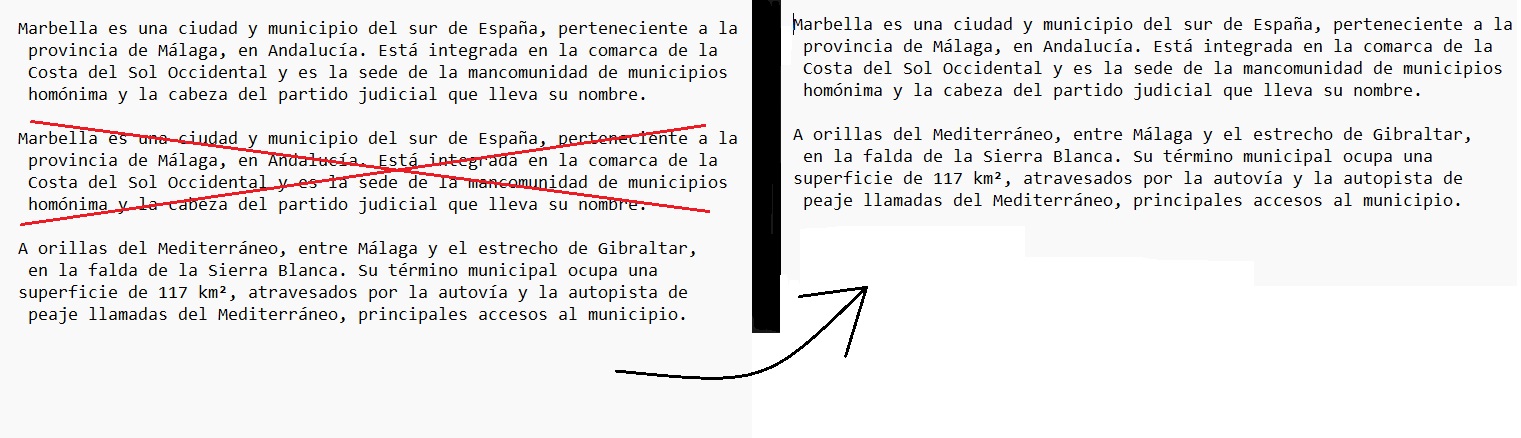 Marbella es una ciudad y municipio del sur de España, perteneciente a la
provincia de Málaga, en Andalucía. Está integrada en la comarca de la
Costa del Sol Occidental y es la sede de la mancomunidad de municipios
homónima y la cabeza del partido judicial que lleva su nombre.
Marbella es una ciudad y municipio del sur de España, perteneciente a la
provincia de Málaga, en Andalucía. Está integrada en la comarca de la
Costa del Sol Occidental y es la sede de la mancomunidad de municipios
homónima y la cabeza del partido judicial que lleva su nombre.
A orillas del Mediterráneo, entre Málaga y el estrecho de Gibraltar,
en la falda de la Sierra Blanca. Su término municipal ocupa una
superficie de 117 km², atravesados por la autovía y la autopista de
peaje llamadas del Mediterráneo, principales accesos al municipio.
Marbella es una ciudad y municipio del sur de España, perteneciente a la
provincia de Málaga, en Andalucía. Está integrada en la comarca de la
Costa del Sol Occidental y es la sede de la mancomunidad de municipios
homónima y la cabeza del partido judicial que lleva su nombre.
A orillas del Mediterráneo, entre Málaga y el estrecho de Gibraltar,
en la falda de la Sierra Blanca. Su término municipal ocupa una
superficie de 117 km², atravesados por la autovía y la autopista de
peaje llamadas del Mediterráneo, principales accesos al municipio.